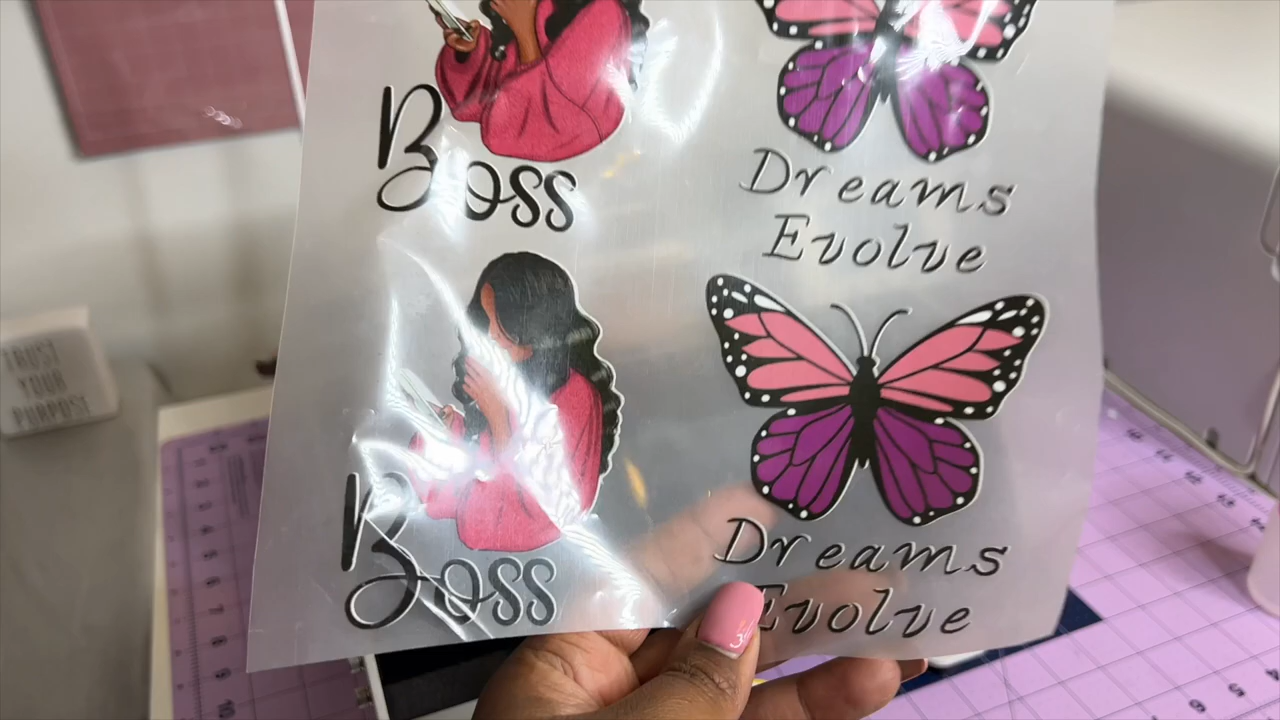 Boss
Dreams
Evolve
TRUST
YOUR
PURPOSE
Boss
Dreams
Evolve